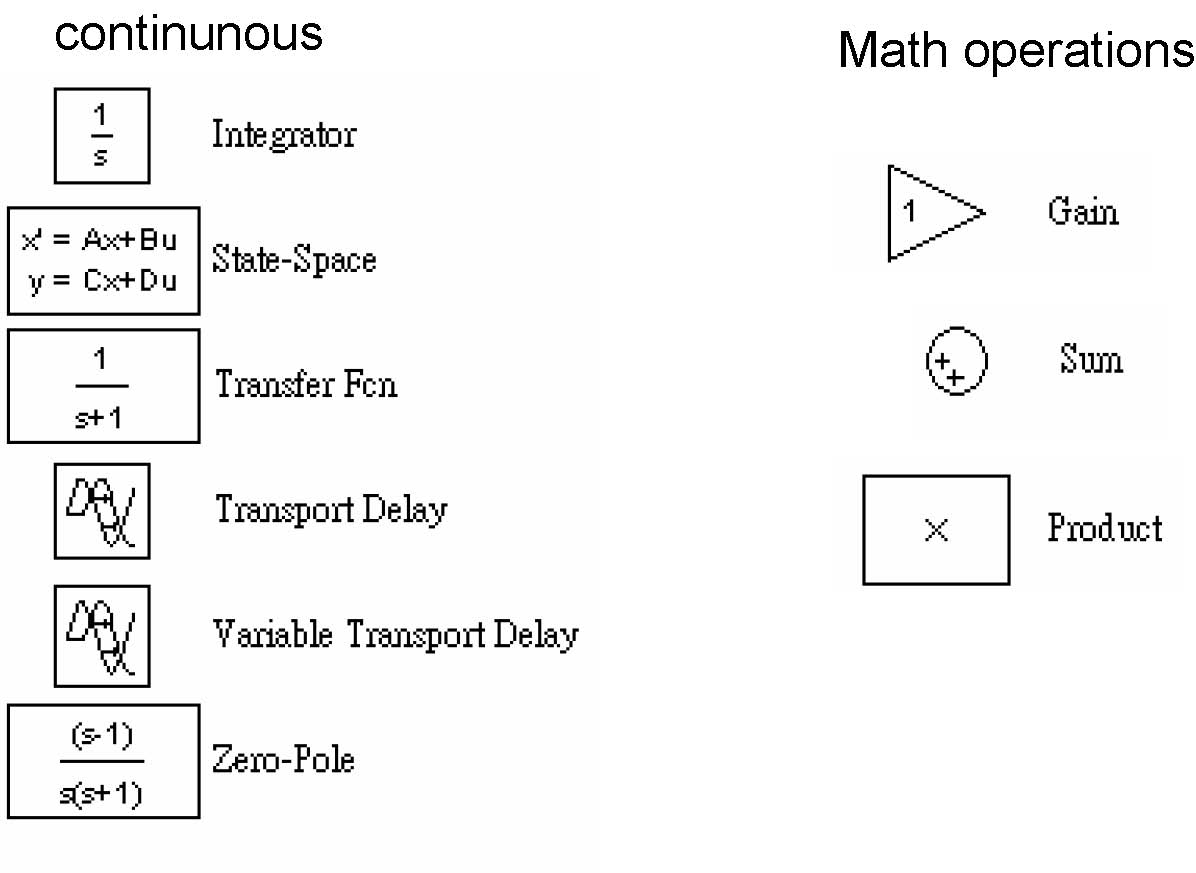 continunous
1
s
Integrator
x' = Ax+Bu
y = Cx+Du
State-Space
1
s+1
Transfer Fcn
Transport Delay
Variable Transport Delay
(s-1)
s(s+1)
Zero-Pole
Math operations
1
Gain
+
+
Sum
×
Product